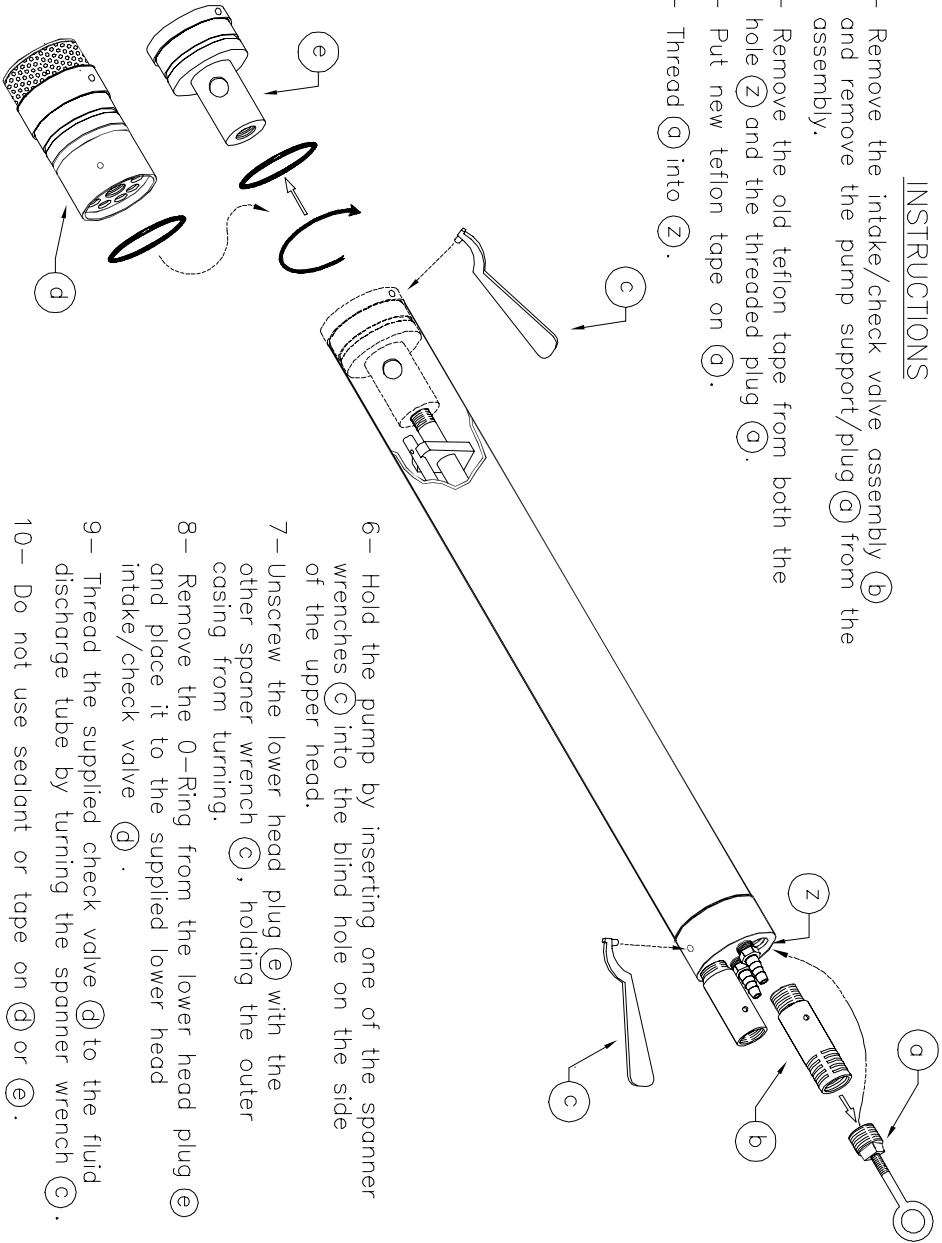 INSTRUCTIONS
- Remove the intake/check valve assembly b
and remove the pump support/plug a from the
assembly.
- Remove the old teflon tape from both the
hole z and the threaded plug a.
- Put new teflon tape on a.
- Thread a into z.
6- Hold the pump by inserting one of the spanner
wrenches c into the blind hole on the side
of the upper head.
7- Unscrew the lower head plug e with the
other spaner wrench c, holding the outer
casing from turning.
8- Remove the O-Ring from the lower head plug e
and place it to the supplied lower head
intake/check valve d.
9- Thread the supplied check valve d to the fluid
discharge tube by turning the spanner wrench c.
10- Do not use sealant or tape on d or e.
e
d
c
z
c
b
a